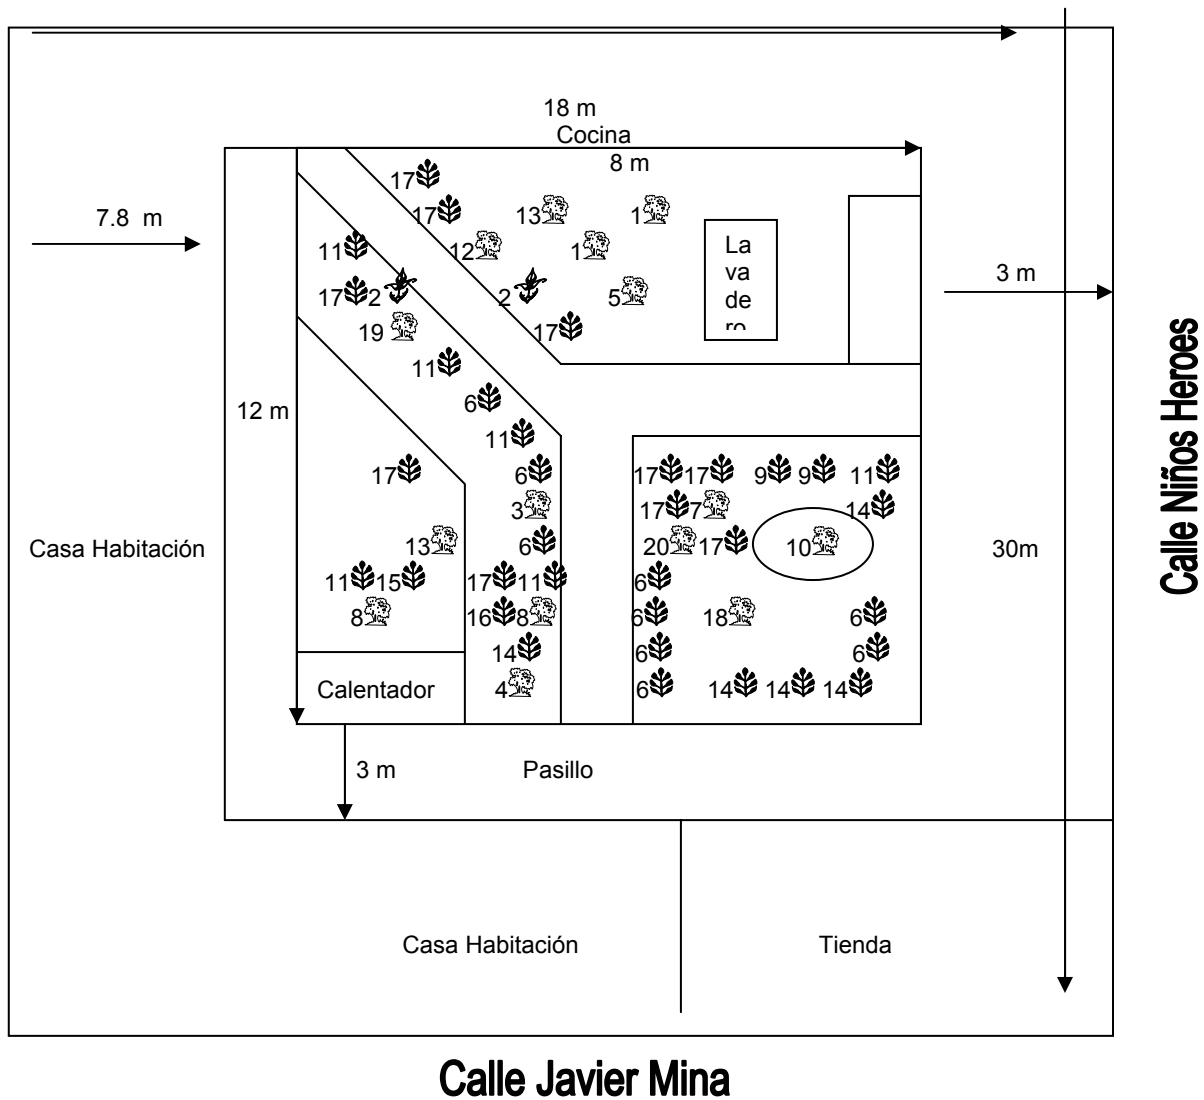 18 m
Cocina
8 m
17
17 13 1
7.8 m
11 12 1
La
va
de
ro
3 m
17 2 2 5
19 17
11
6
12 m
11
17 6 17 17 9 9 11
3 17 7 14
Casa Habitación 13 6 20 17 10 30m
11 15 17 11 6
8 16 8 6 18 6
14 6 6
Calentador 4 6 14 14 14
3 m Pasillo
Casa Habitación Tienda
Calle Niños Heroes
Calle Javier Mina